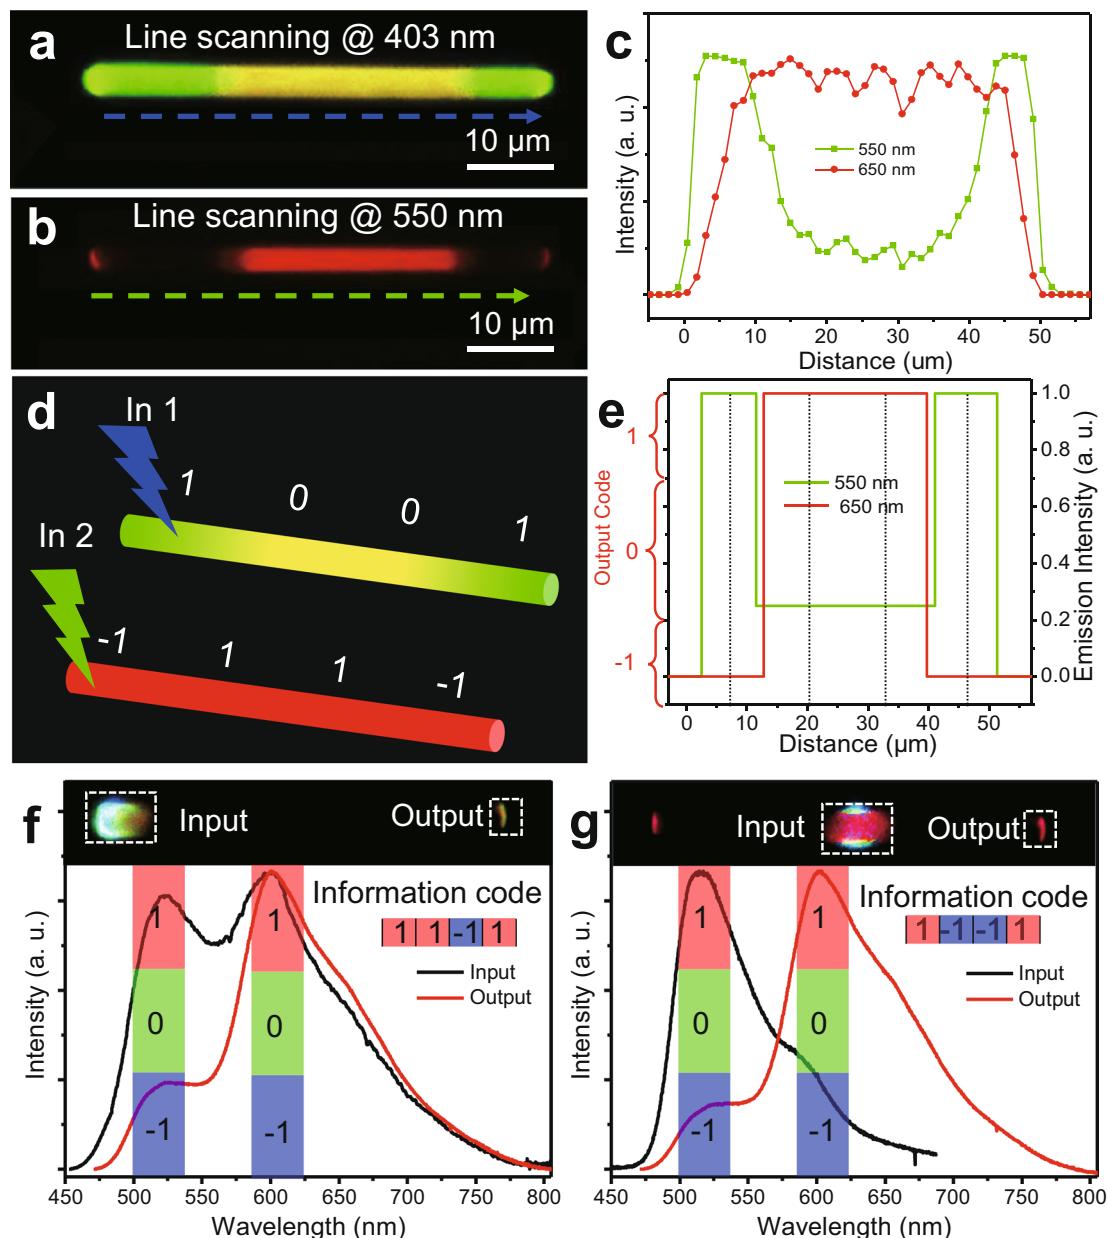 a
Line scanning @ 403 nm
10 µm
b
Line scanning @ 550 nm
10 µm
c
Intensity (a. u.)
550 nm
650 nm
0 10 20 30 40 50
Distance (um)
d
In 1
1 0 0 1
In 2
-1 1 1 -1
e
Output Code
1
0
-1
550 nm
650 nm
1.0
0.8
0.6
0.4
0.2
0.0
Emission Intensity (a. u.)
0 10 20 30 40 50
Distance (µm)
f
Input
Output
Information code
1 1 -1 1
Input
Output
1 1
0 0
-1 -1
Intensity (a. u.)
450 500 550 600 650 700 750 800
Wavelength (nm)
g
Input
Output
Information code
1 -1 -1 1
Input
Output
1 1
0 0
-1 -1
Intensity (a. u.)
450 500 550 600 650 700 750 800
Wavelength (nm)